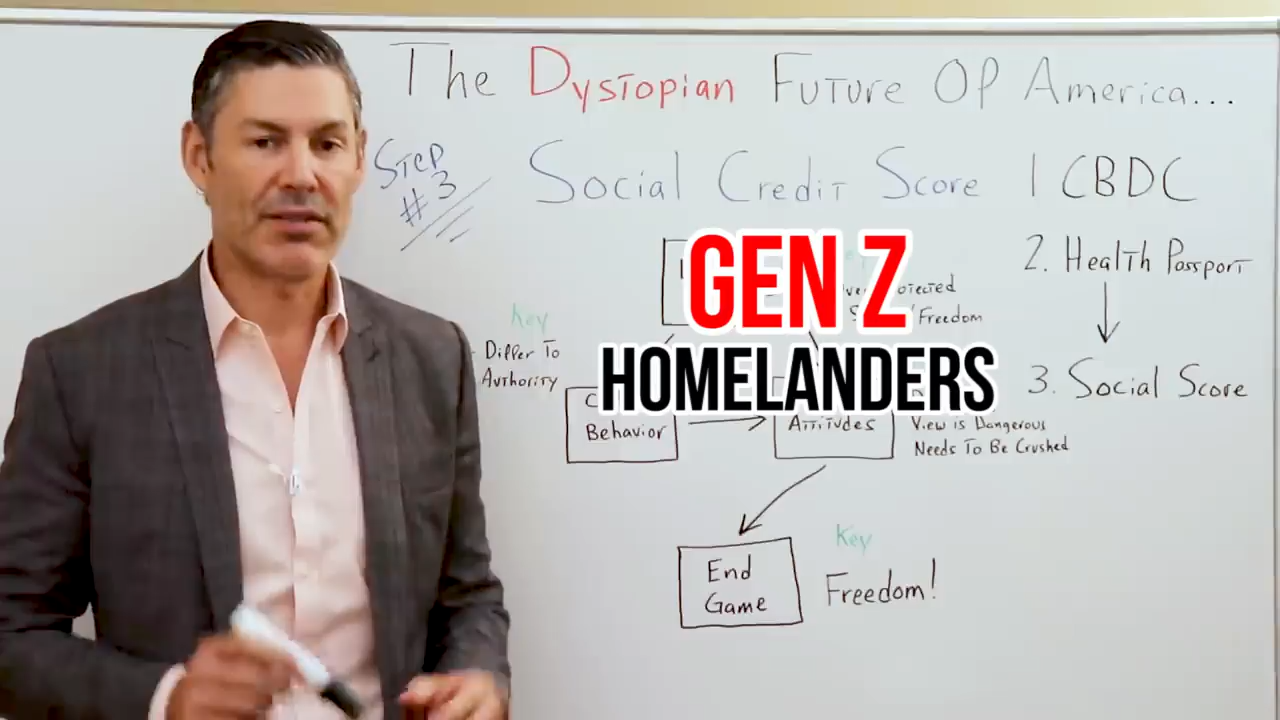 The Dystopian Future Of America...
Step
#3
Social Credit Score
1 CBDC
2. Health Passport
3. Social Score
GEN Z
HOMELANDERS
Freedom
Key
Differ To
Authority
Behavior
Attitudes
View is Dangerous
Needs To Be Crushed
End
Game
Key
Freedom!